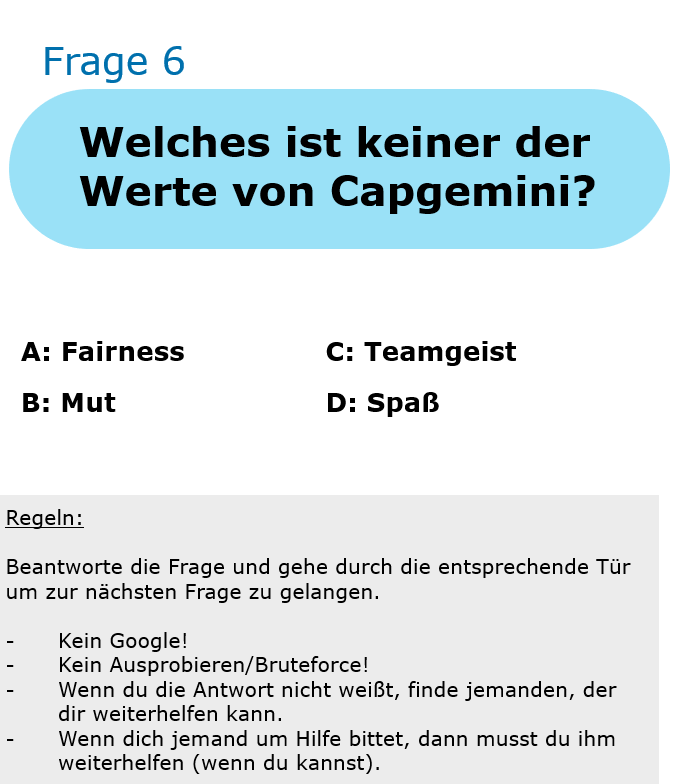 Frage 6
Welches ist keiner der
Werte von Capgemini?
A: Fairness
B: Mut
C: Teamgeist
D: Spaß
Regeln:
Beantworte die Frage und gehe durch die entsprechende Tür
um zur nächsten Frage zu gelangen.
- Kein Google!
- Kein Ausprobieren/Bruteforce!
- Wenn du die Antwort nicht weißt, finde jemanden, der
dir weiterhelfen kann.
- Wenn dich jemand um Hilfe bittet, dann musst du ihm
weiterhelfen (wenn du kannst).